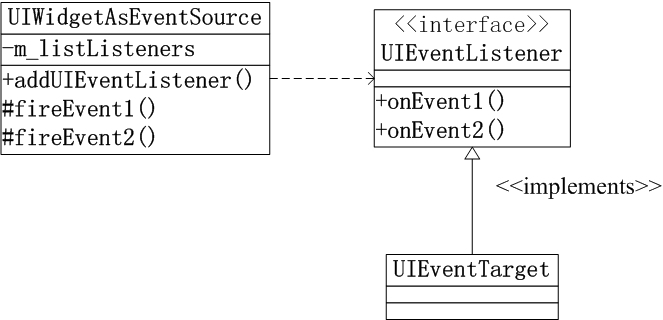 UIWidgetAsEventSource
-m_listListeners
+addUIEventListener()
#fireEvent1()
#fireEvent2()
<<interface>>
UIEventListener
+onEvent1()
+onEvent2()
<<implements>>
UIEventTarget